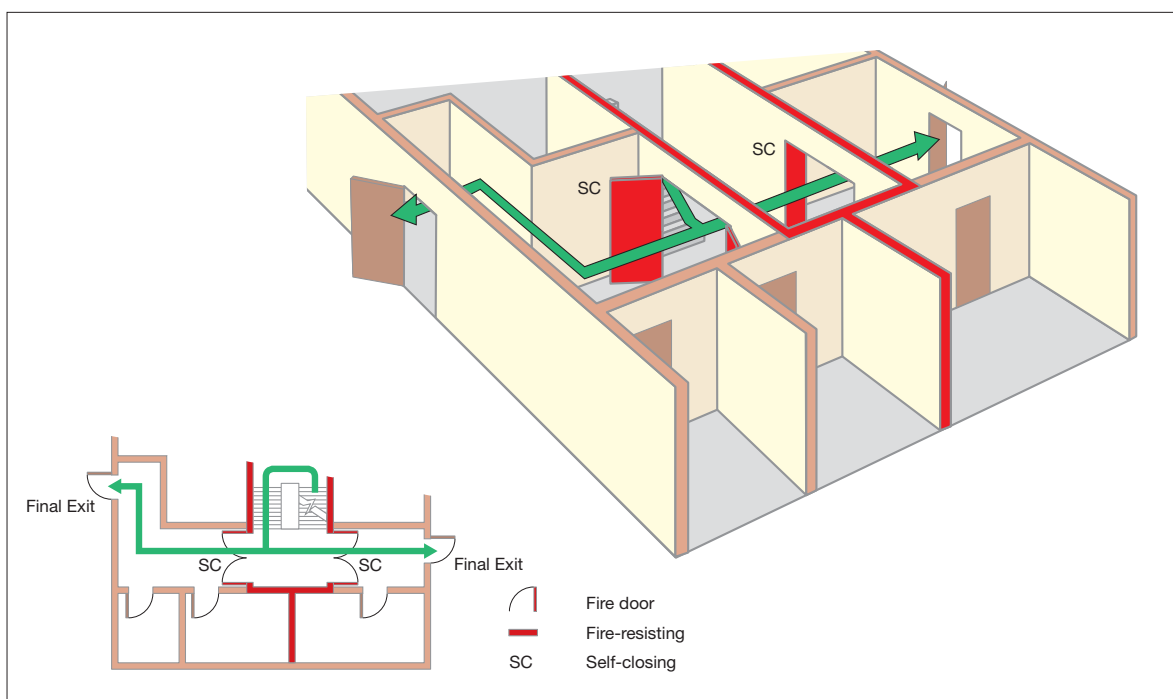 SC
SC
Final Exit
SC
SC
Final Exit
Fire door
Fire-resisting
SC Self-closing